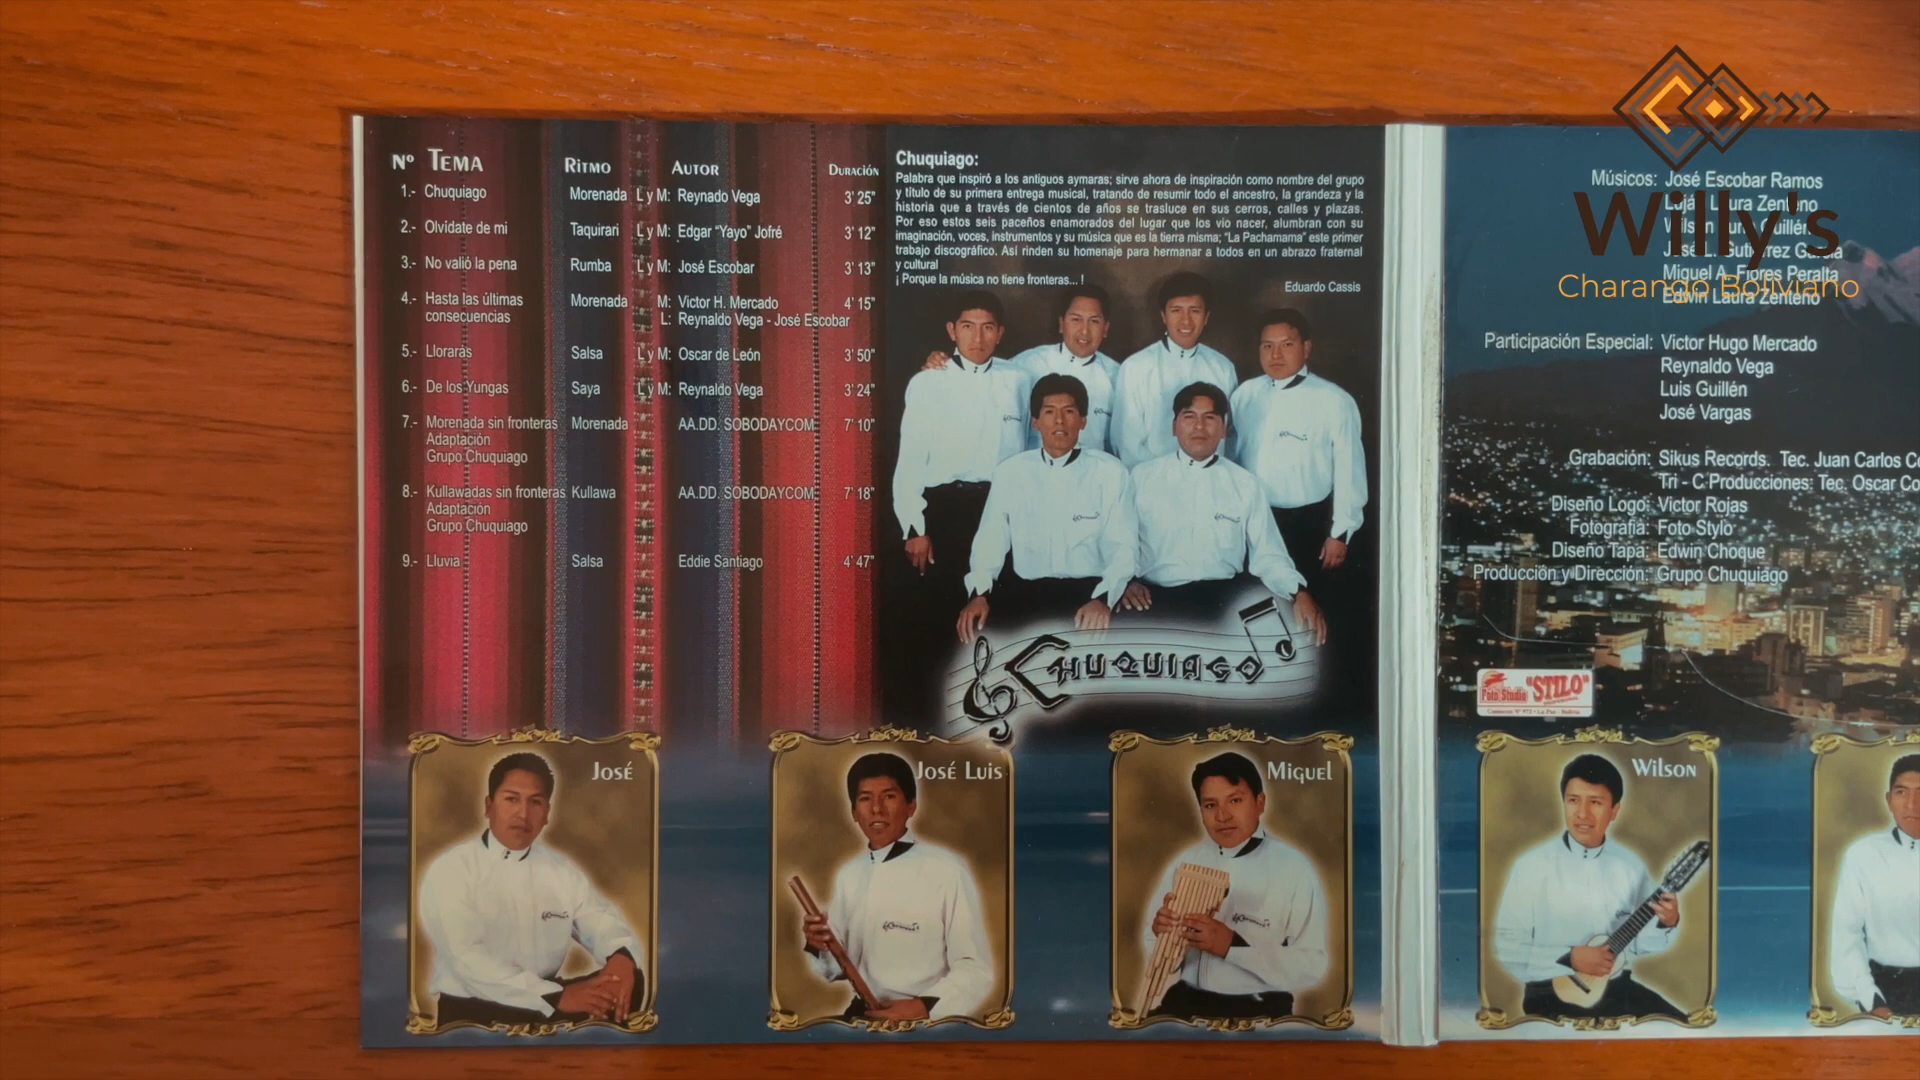 Nº TEMA RITMO AUTOR DURACIÓN
1.- Chuquiago Morenada L y M: Reynado Vega 3' 25"
2.- Olvidate de mi Taquirari L y M: Edgar “Yayo” Jofré 3' 12"
3.- No valió la pena Rumba L y M: José Escobar 3' 13"
4.- Hasta las últimas Morenada M: Victor H. Mercado 4' 15"
consecuencias L: Reynaldo Vega - José Escobar
5.- Lloraras Salsa L y M: Oscar de León 3' 50"
6.- De los Yungas Saya L y M: Reynaldo Vega 3' 24"
7.- Morenada sin fronteras Morenada AA.DD. SOBODAYCOM 7' 10"
Adaptación
Grupo Chuquiago
8.- Kullawadas sin fronteras Kullawa AA.DD. SOBODAYCOM 7' 18"
Adaptación
Grupo Chuquiago
9.- Lluvia Salsa Eddie Santiago 4' 47"
Chuquiago:
Palabra que inspiró a los antiguos aymaras; sirve ahora de inspiración como nombre del grupo
y título de su primera entrega musical, tratando de resumir todo el ancestro, la grandeza y la
historia que a través de cientos de años se trasluce en sus cerros, calles y plazas.
Por eso estos seis paceños enamorados del lugar que los vio nacer, alumbran con su
imaginación, voces, instrumentos y su música que es la tierra misma; “La Pachamama” este primer
trabajo discográfico. Así rinden su homenaje para hermanar a todos en un abrazo fraternal
y cultural
¡ Porque la música no tiene fronteras... !
Eduardo Cassis
CHUQUIAGO
José
José Luis
Miguel
Wilson
Músicos: José Escobar Ramos
Luján Laura Zenteno
Wilson Guillén
José L. Gutiérrez García
Miguel A. Flores Peralta
Edwin Laura Zenteno
Participación Especial: Victor Hugo Mercado
Reynaldo Vega
Luis Guillén
José Vargas
Grabación: Sikus Records. Tec. Juan Carlos
Tri - C Producciones: Tec. Oscar
Diseño Logo: Victor Rojas
Fotografía: Foto Stylo
Diseño Tapa: Edwin Choque
Producción y Dirección: Grupo Chuquiago
Foto Studio "STILO"
La Paz - Bolivia
Willy's
Charando Boliviano